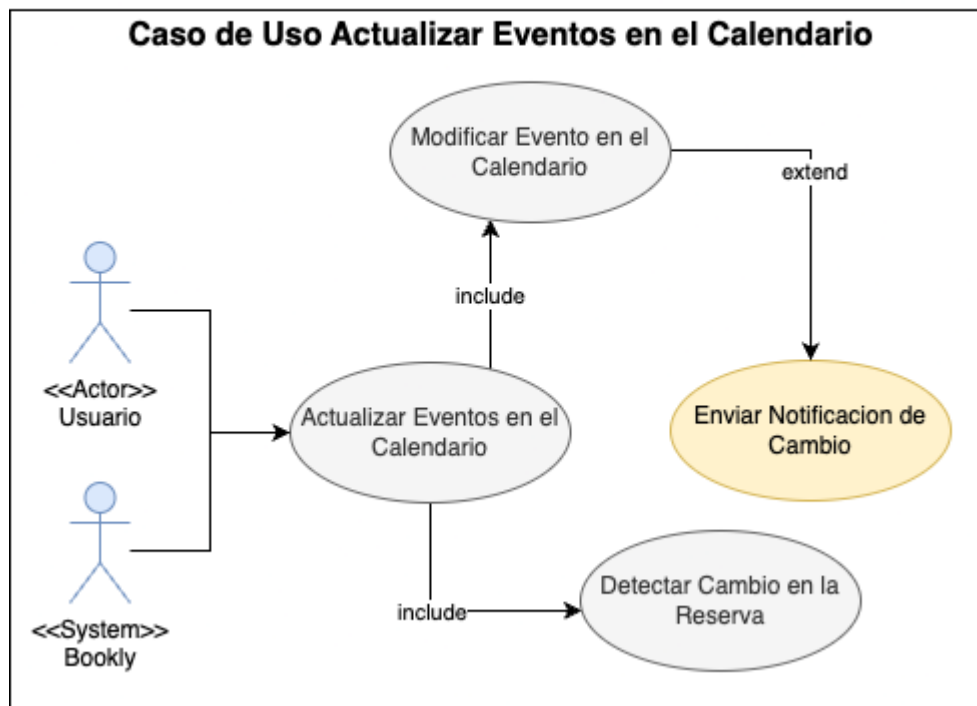 Caso de Uso Actualizar Eventos en el Calendario
Modificar Evento en el
Calendario
extend
include
<<Actor>>
Usuario
Actualizar Eventos en el
Calendario
Enviar Notificacion de
Cambio
<<System>>
Bookly
include
Detectar Cambio en la
Reserva